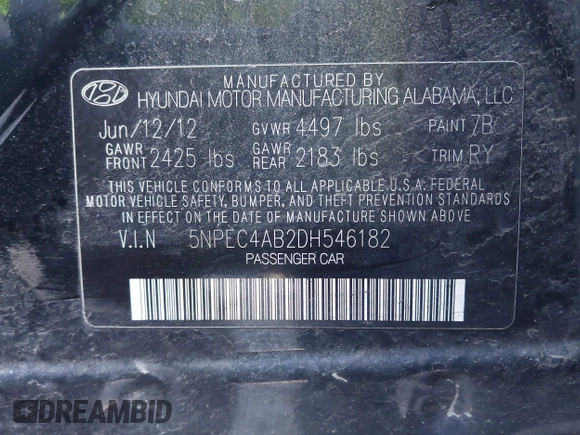 MANUFACTURED BY
HYUNDAI MOTOR MANUFACTURING ALABAMA, LLC
Jun/12/12 GVWR 4497 lbs PAINT 7B
GAWR FRONT 2425 lbs GAWR REAR 2183 lbs TRIM RY
THIS VEHICLE CONFORMS TO ALL APPLICABLE U.S.A. FEDERAL
MOTOR VEHICLE SAFETY, BUMPER, AND THEFT PREVENTION STANDARDS
IN EFFECT ON THE DATE OF MANUFACTURE SHOWN ABOVE.
V.I.N 5NPEC4AB2DH546182
PASSENGER CAR
DREAMBID